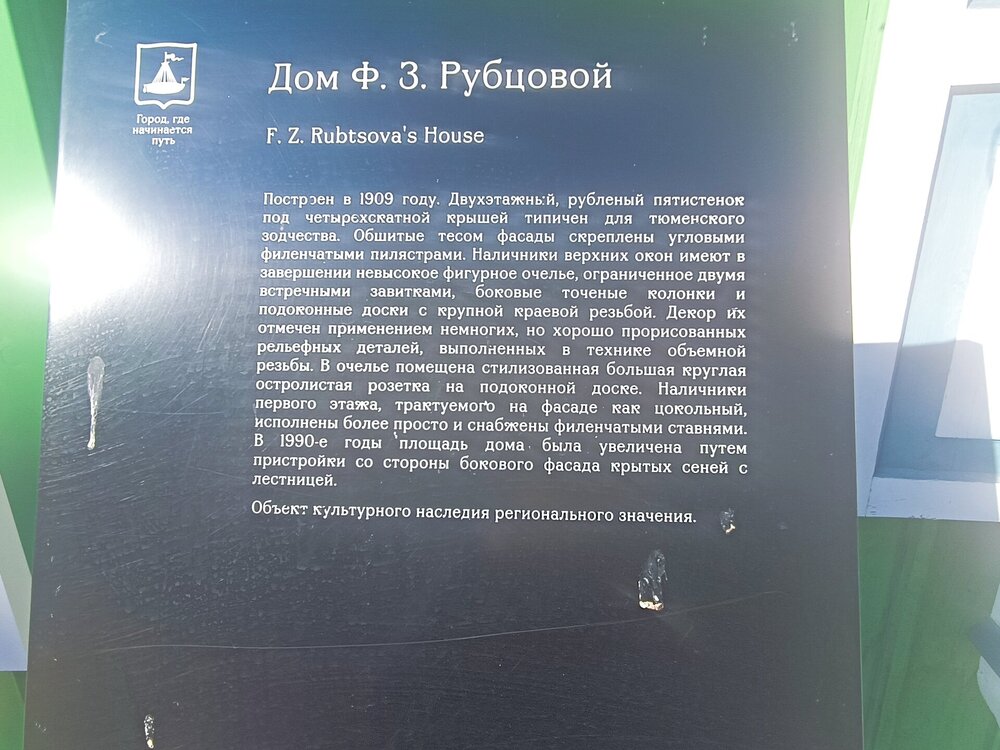 Город, где
начинается
путь
Дом Ф. З. Рубцовой
F. Z. Rubtsova's House
Построен в 1909 году. Двухэтажный, рубленый пятистенок
под четырехскатной крышей типичен для тюменского
зодчества. Обшитые тесом фасады скреплены угловыми
филенчатыми пилястрами. Наличники верхних окон имеют в
завершении невысокое фигурное очелье, ограниченное двумя
встречными завитками, боковые точеные колонки и
подоконные доски с крупной краевой резьбой. Декор их
отмечен применением немногих, но хорошо прорисованных
рельефных деталей, выполненных в технике объемной
резьбы. В очелье помещена стилизованная большая круглая
остролистая розетка на подоконной доске. Наличники
первого этажа, трактуемого на фасаде как цокольный,
исполнены более просто и снабжены филенчатыми ставнями.
В 1990-е годы площадь дома была увеличена путем
пристройки со стороны бокового фасада крытых сеней с
лестницей.
Объект культурного наследия регионального значения.